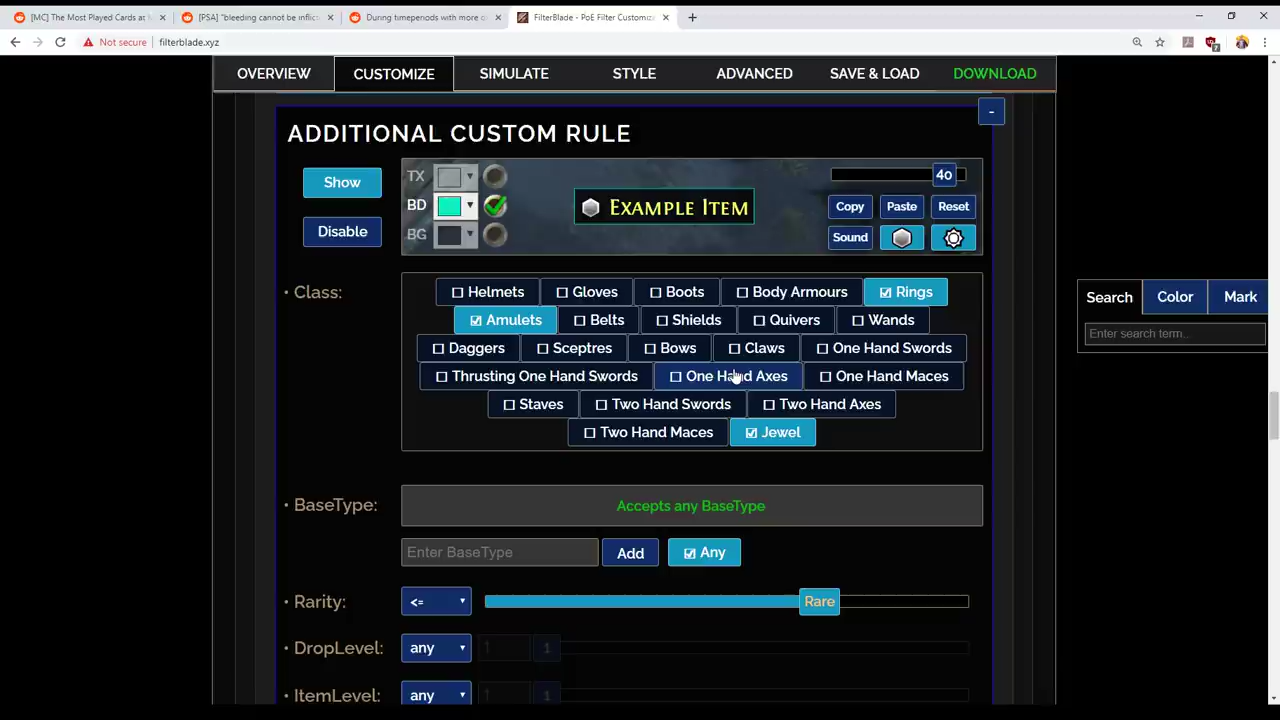 [MC] The Most Played Cards at M
[PSA] "bleeding cannot be inflic
During timeperiods with more o
FilterBlade - PoE Filter Customiz
Not secure
filterblade.xyz
OVERVIEW
CUSTOMIZE
SIMULATE
STYLE
ADVANCED
SAVE & LOAD
DOWNLOAD
-
ADDITIONAL CUSTOM RULE
Show
Disable
TX
BD
BG
EXAMPLE ITEM
40
Copy
Paste
Reset
Sound
Class:
Helmets
Gloves
Boots
Body Armours
Rings
Amulets
Belts
Shields
Quivers
Wands
Daggers
Sceptres
Bows
Claws
One Hand Swords
Thrusting One Hand Swords
One Hand Axes
One Hand Maces
Staves
Two Hand Swords
Two Hand Axes
Two Hand Maces
Jewel
Search
Color
Mark
Enter search term..
BaseType:
Accepts any BaseType
Enter BaseType
Add
Any
Rarity:
<=
Rare
DropLevel:
any
1
1
ItemLevel:
any
1
1